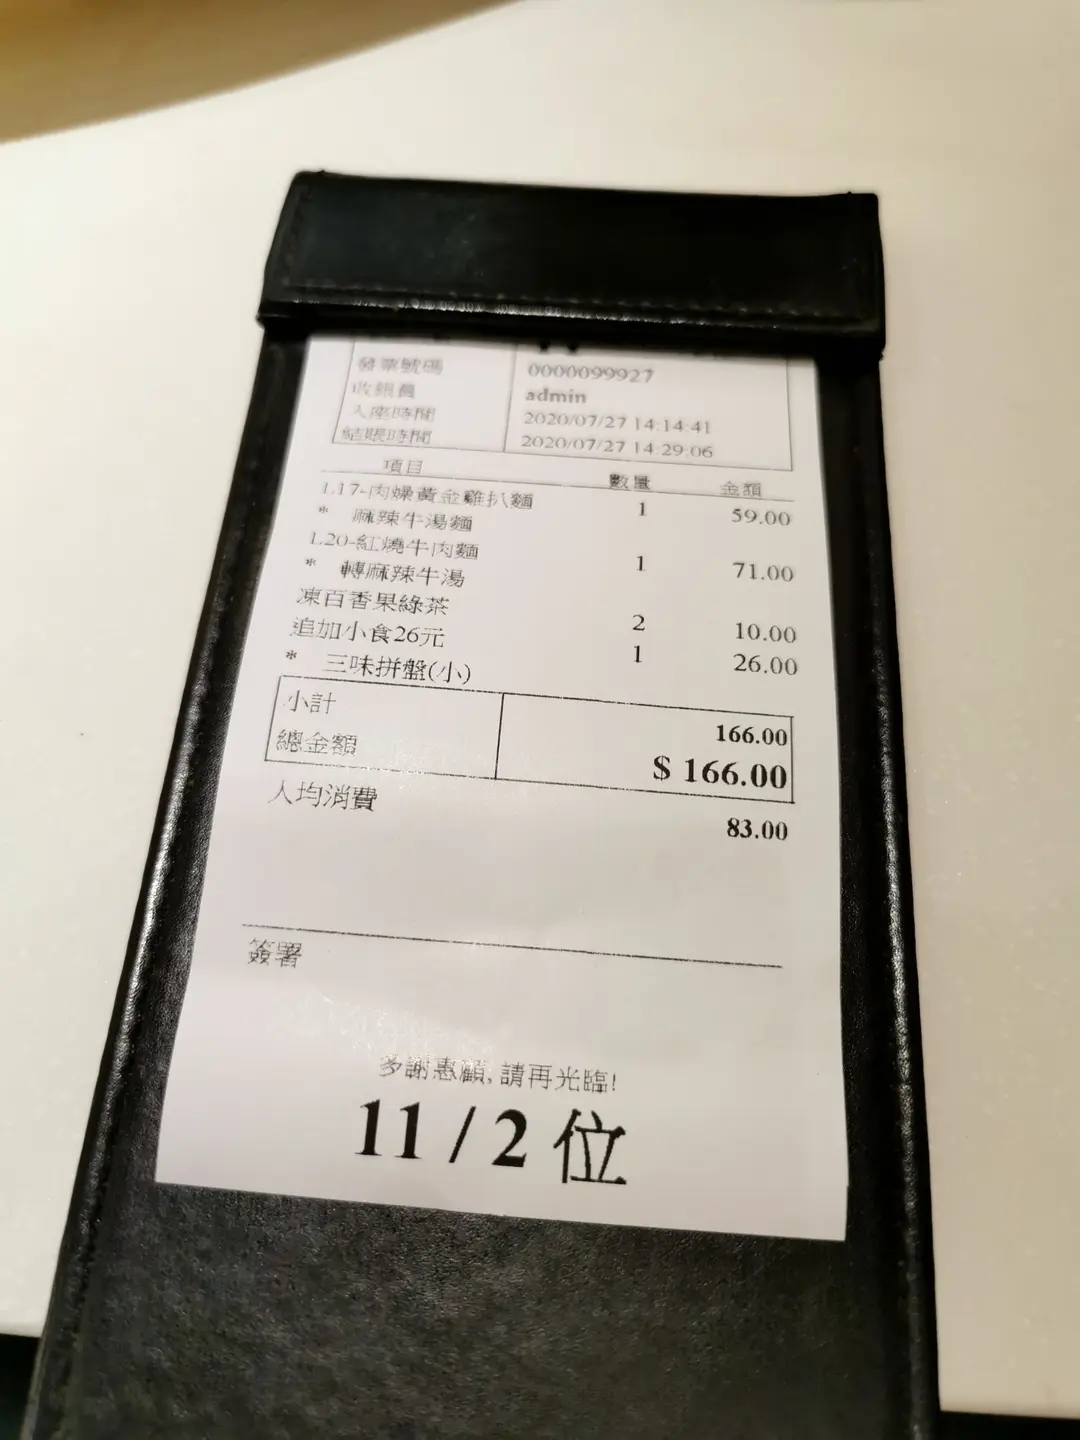 發票號碼 0000099927
收銀員 admin
入座時間 2020/07/27 14:14:41
結賬時間 2020/07/27 14:29:06
項目 數量 金額
1.17-肉燥黃金雞扒麵 1 59.00
* 麻辣牛湯麵
1.20-紅燒牛肉麵 1 71.00
* 轉麻辣牛湯
凍百香果綠茶 2 10.00
追加小食26元 1 26.00
* 三味拼盤(小)
小計 166.00
總金額 $ 166.00
人均消費 83.00
簽署
多謝惠顧, 請再光臨!
11 / 2 位